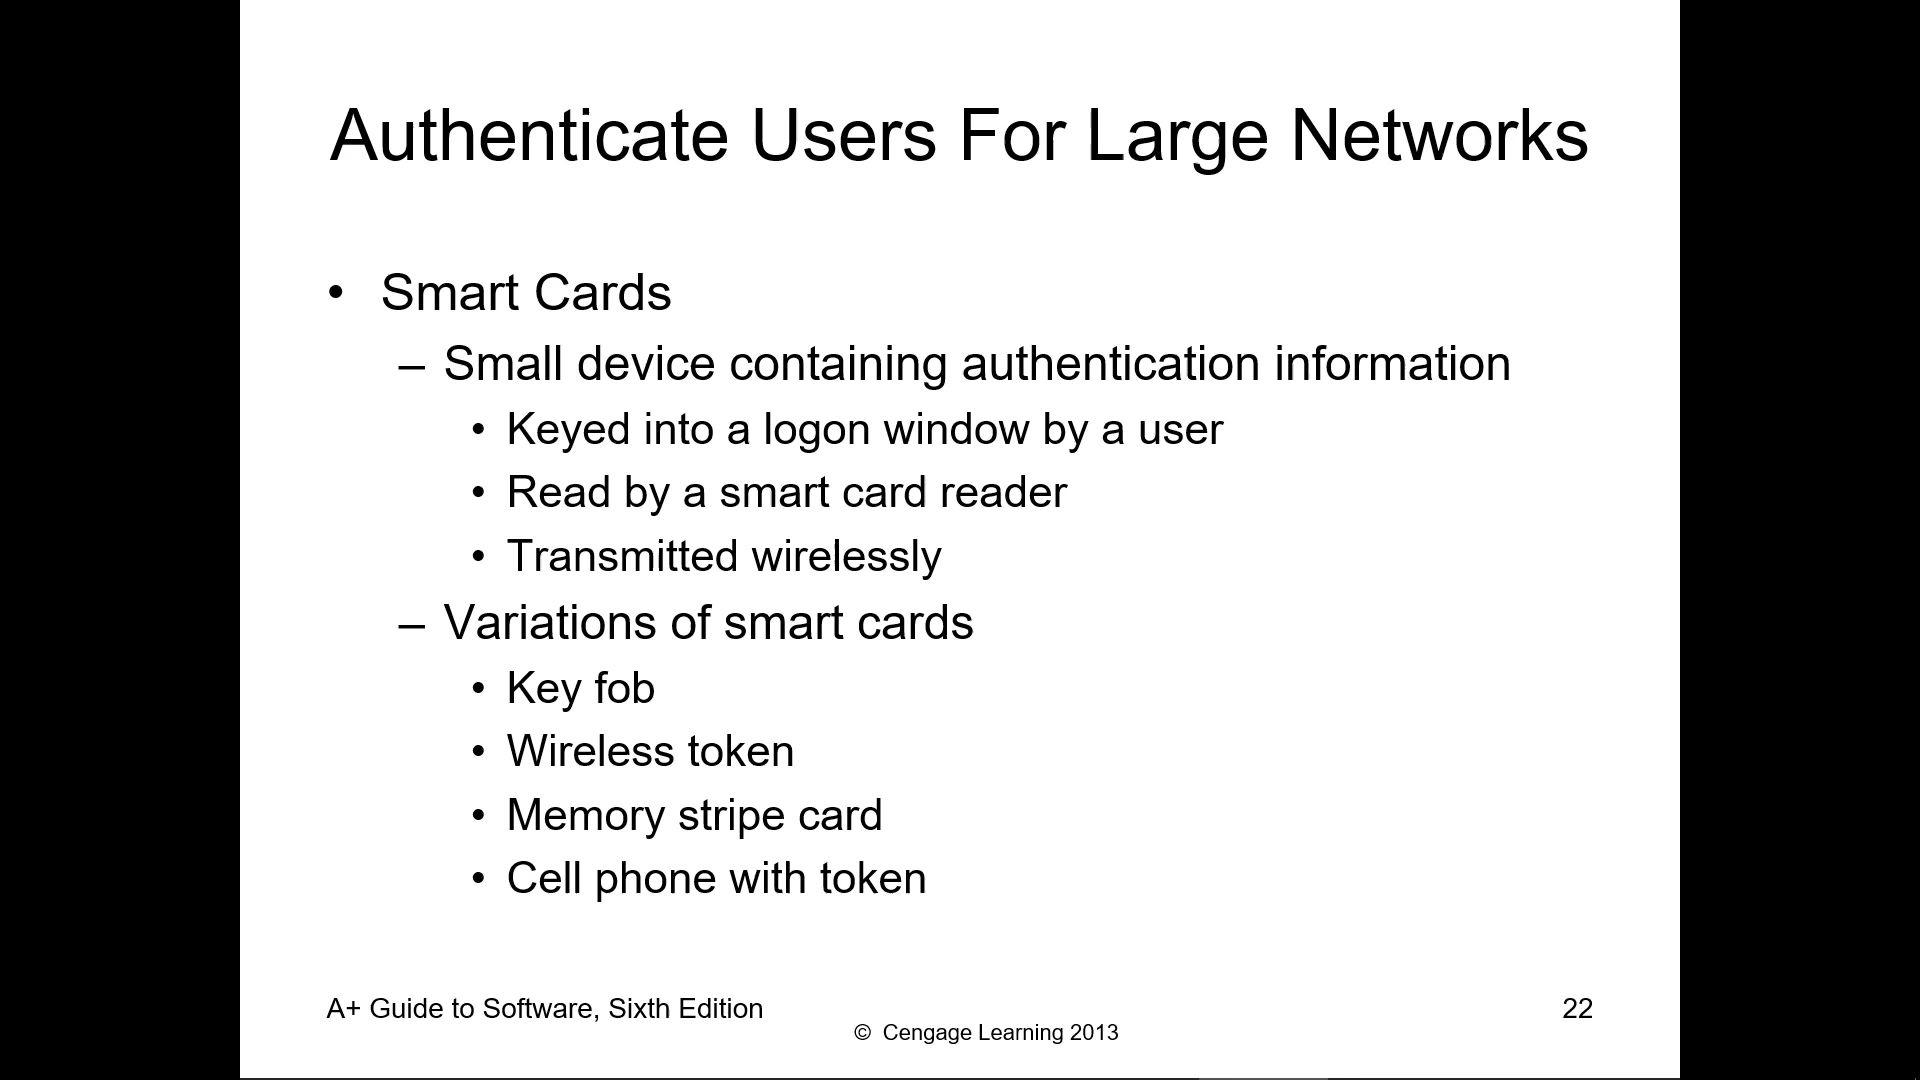 Authenticate Users For Large Networks
• Smart Cards
– Small device containing authentication information
• Keyed into a logon window by a user
• Read by a smart card reader
• Transmitted wirelessly
– Variations of smart cards
• Key fob
• Wireless token
• Memory stripe card
• Cell phone with token
A+ Guide to Software, Sixth Edition
© Cengage Learning 2013
22